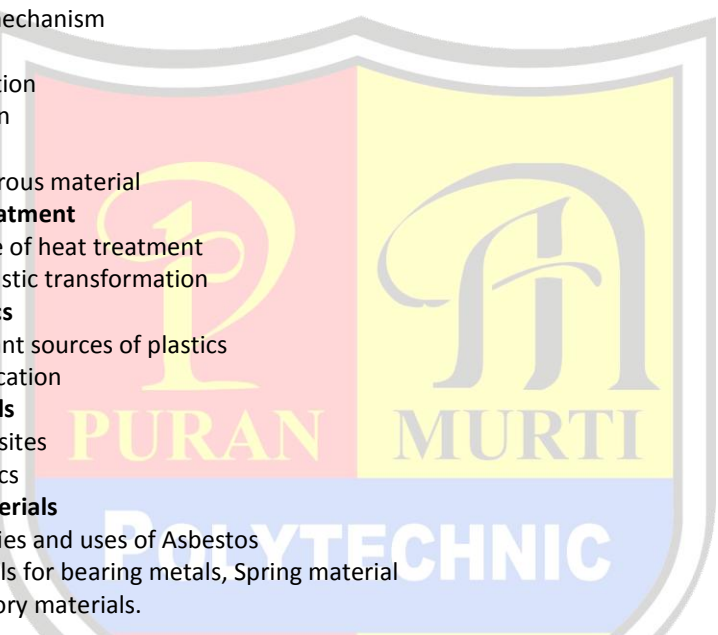 echanism
tion
n
rous material
atment
e of heat treatment
stic transformation
cs
nt sources of plastics
cation
ls
sites
cs
erials
ies and uses of Asbestos
ls for bearing metals, Spring material
ory materials.
P
M
PURAN MURTI
POLYTECHNIC